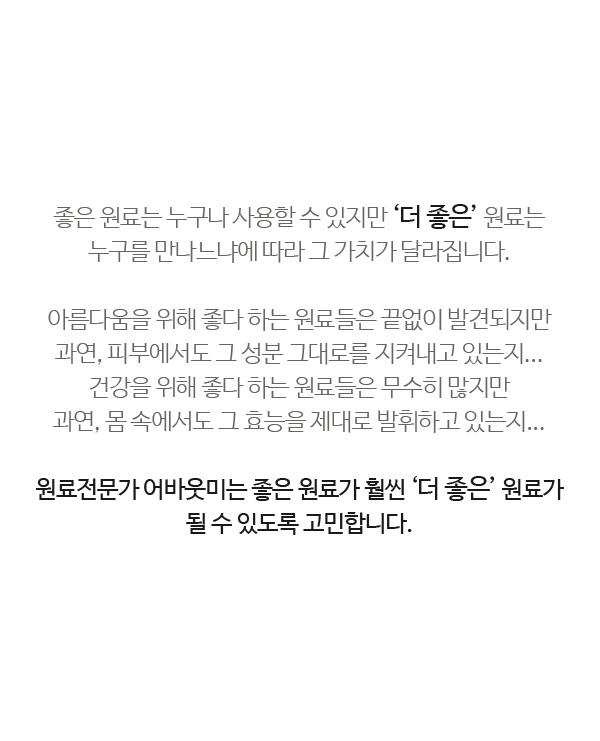 좋은 원료는 누구나 사용할 수 있지만 ‘더 좋은’ 원료는
누구를 만나느냐에 따라 그 가치가 달라집니다.
아름다움을 위해 좋다 하는 원료들은 끝없이 발견되지만
과연, 피부에서도 그 성분 그대로를 지켜내고 있는지...
건강을 위해 좋다 하는 원료들은 무수히 많지만
과연, 몸 속에서도 그 효능을 제대로 발휘하고 있는지...
원료전문가 어바웃미는 좋은 원료가 훨씬 ‘더 좋은’ 원료가
될 수 있도록 고민합니다.